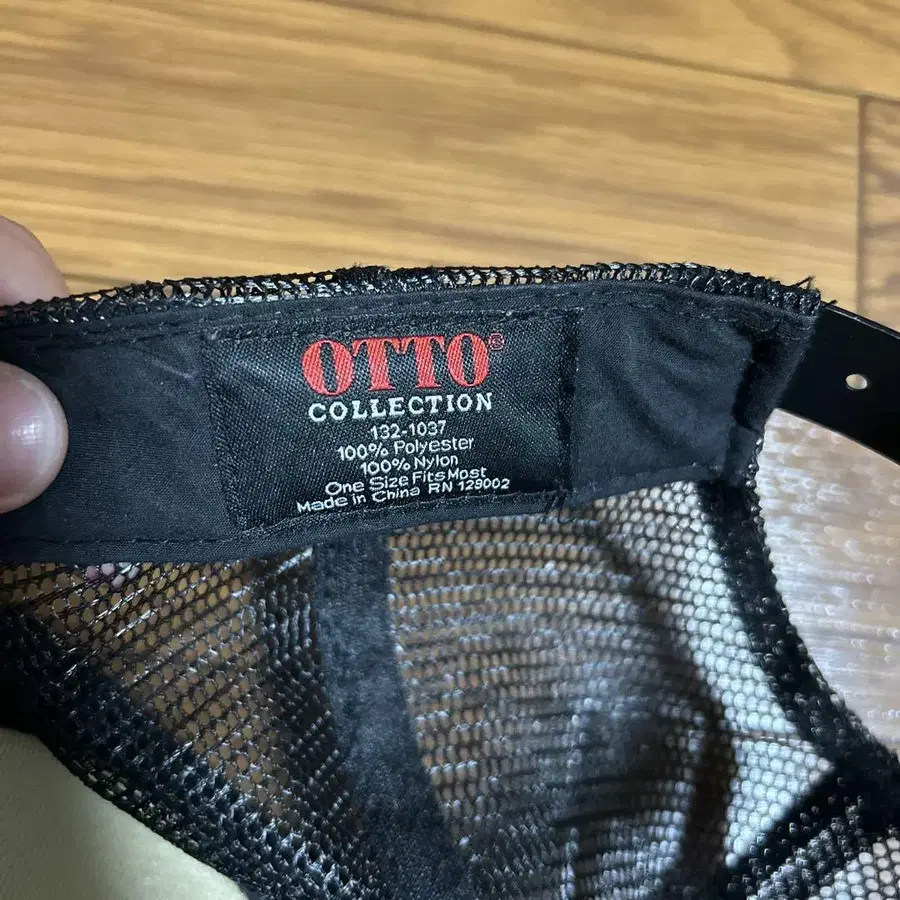 OTTO®
COLLECTION
132-1037
100% Polyester
100% Nylon
One Size Fits Most
Made in China RN 129002